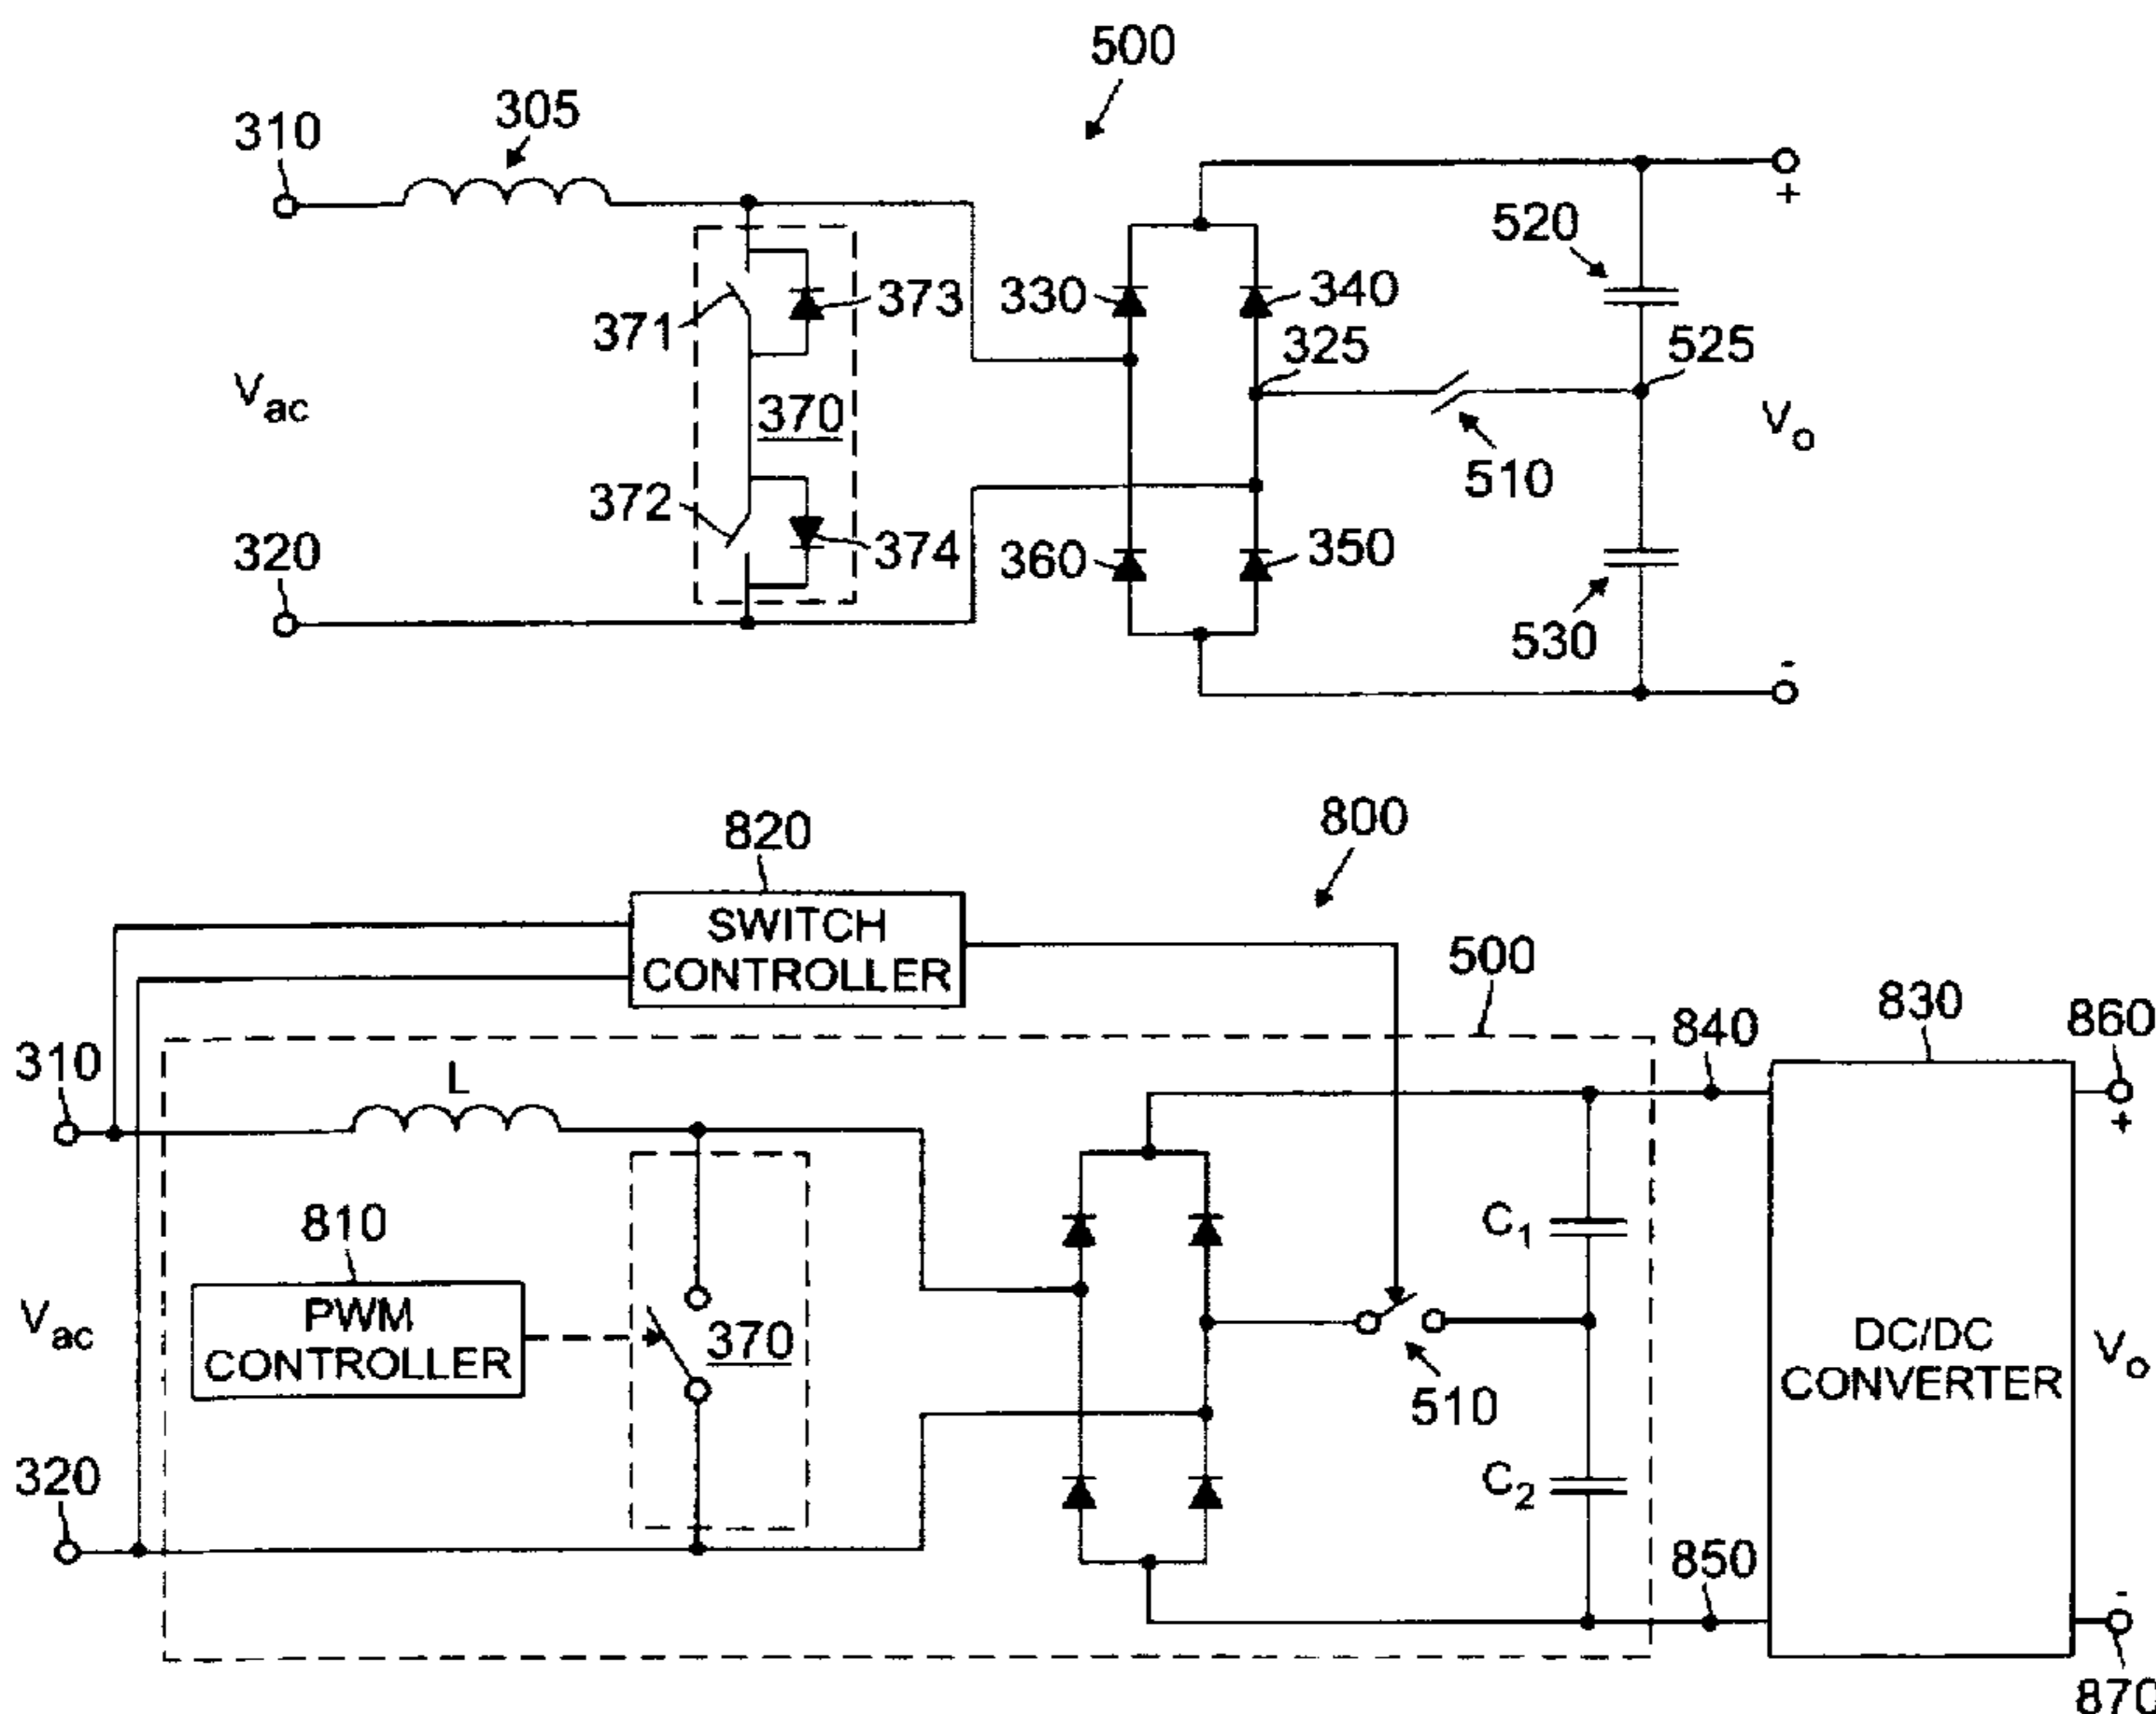 500
305
310
520
+
330
340
373
371
325
525
Vac
370
Vo
510
372
374
360
350
320
530
-
800
820
SWITCH
CONTROLLER
500
830
840
860
310
L
+
810
C1
PWM
CONTROLLER
370
Vac
DC/DC
CONVERTER
Vo
510
320
C2
850
-
870